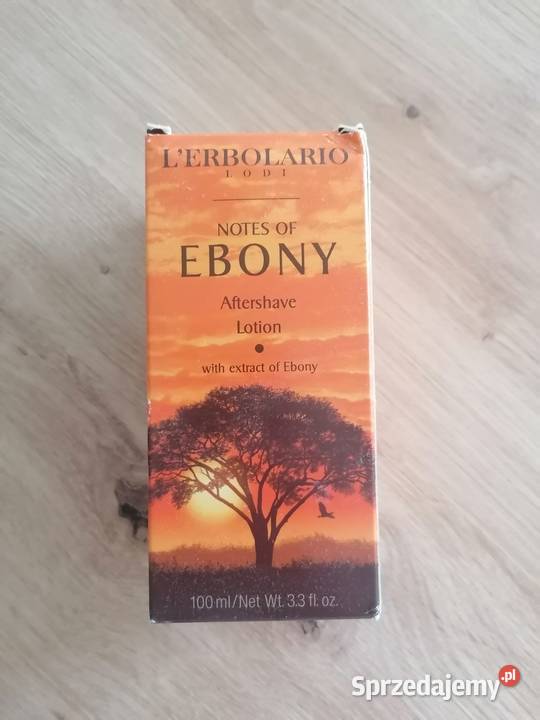 L'ERBOLARIO
LODI
NOTES OF
EBONY
Aftershave
Lotion
with extract of Ebony
100 ml/Net Wt. 3.3 fl. oz.
Sprzedajemy.pl